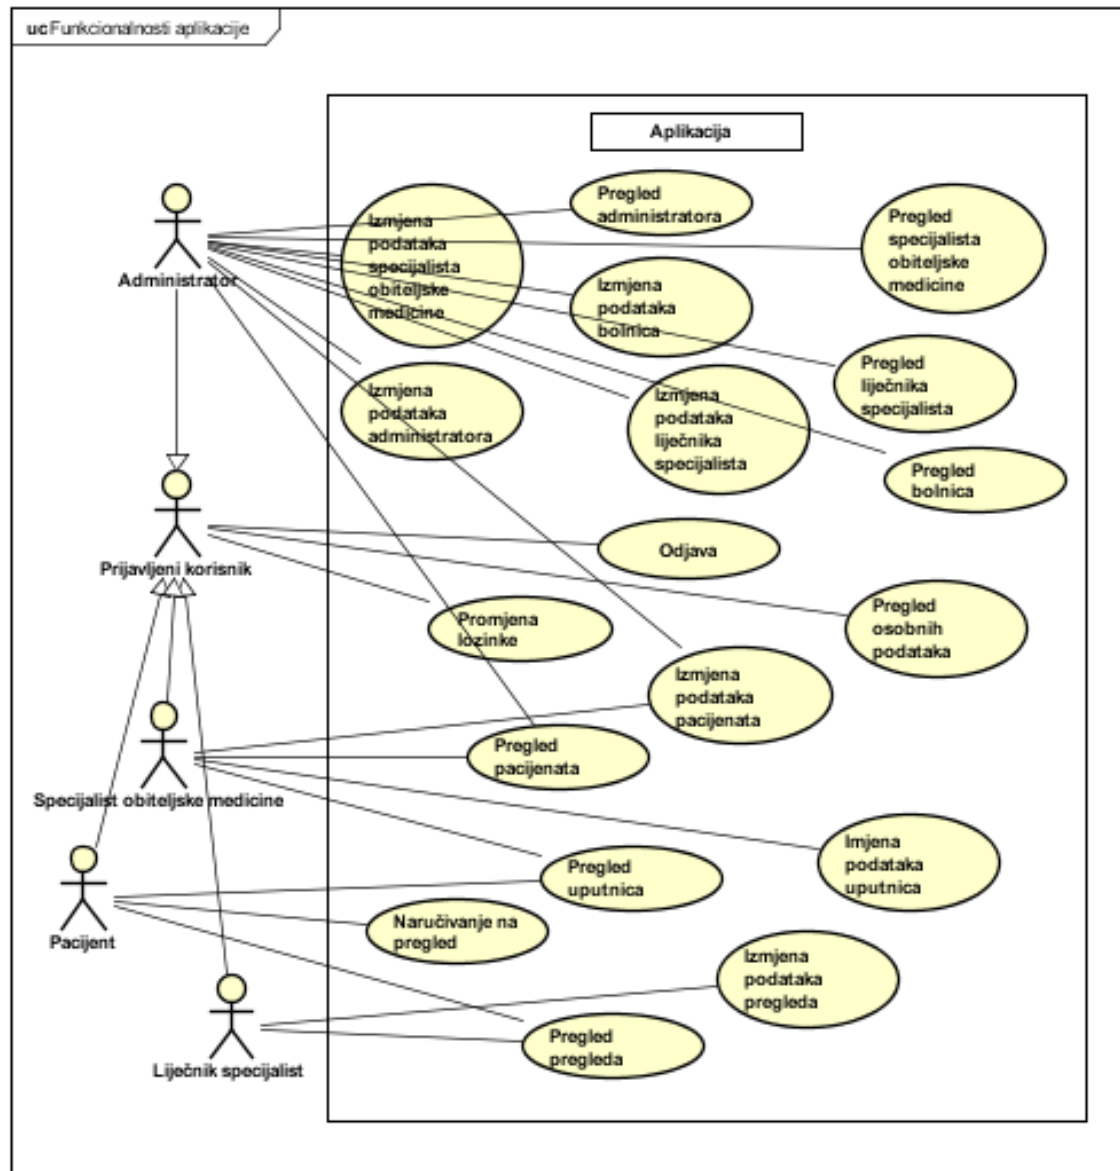 uc Funkcionalnosti aplikacije
Aplikacija
Pregled
administratora
Izmjena
podataka
specijalista
obiteljske
medicine
Pregled
specijalista
obiteljske
medicine
Administrator
Izmjena
podataka
bolnica
Pregled
liječnika
specijalista
Izmjena
podataka
administratora
Izmjena
podataka
liječnika
specijalista
Pregled
bolnica
Prijavljeni korisnik
Odjava
Promjena
lozinke
Pregled
osobnih
podataka
Izmjena
podataka
pacijenata
Pregled
pacijenata
Specijalist obiteljske medicine
Imjena
podataka
uputnica
Pregled
uputnica
Pacijent
Naručivanje na
pregled
Izmjena
podataka
pregleda
Pregled
pregleda
Liječnik specijalist